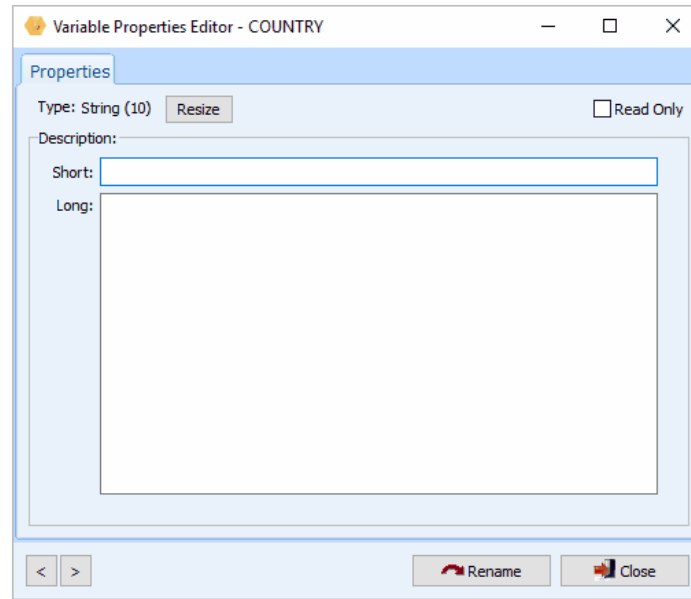 Variable Properties Editor - COUNTRY
Properties
Type: String (10) Resize Read Only
Description:
Short:
Long:
< > Rename Close